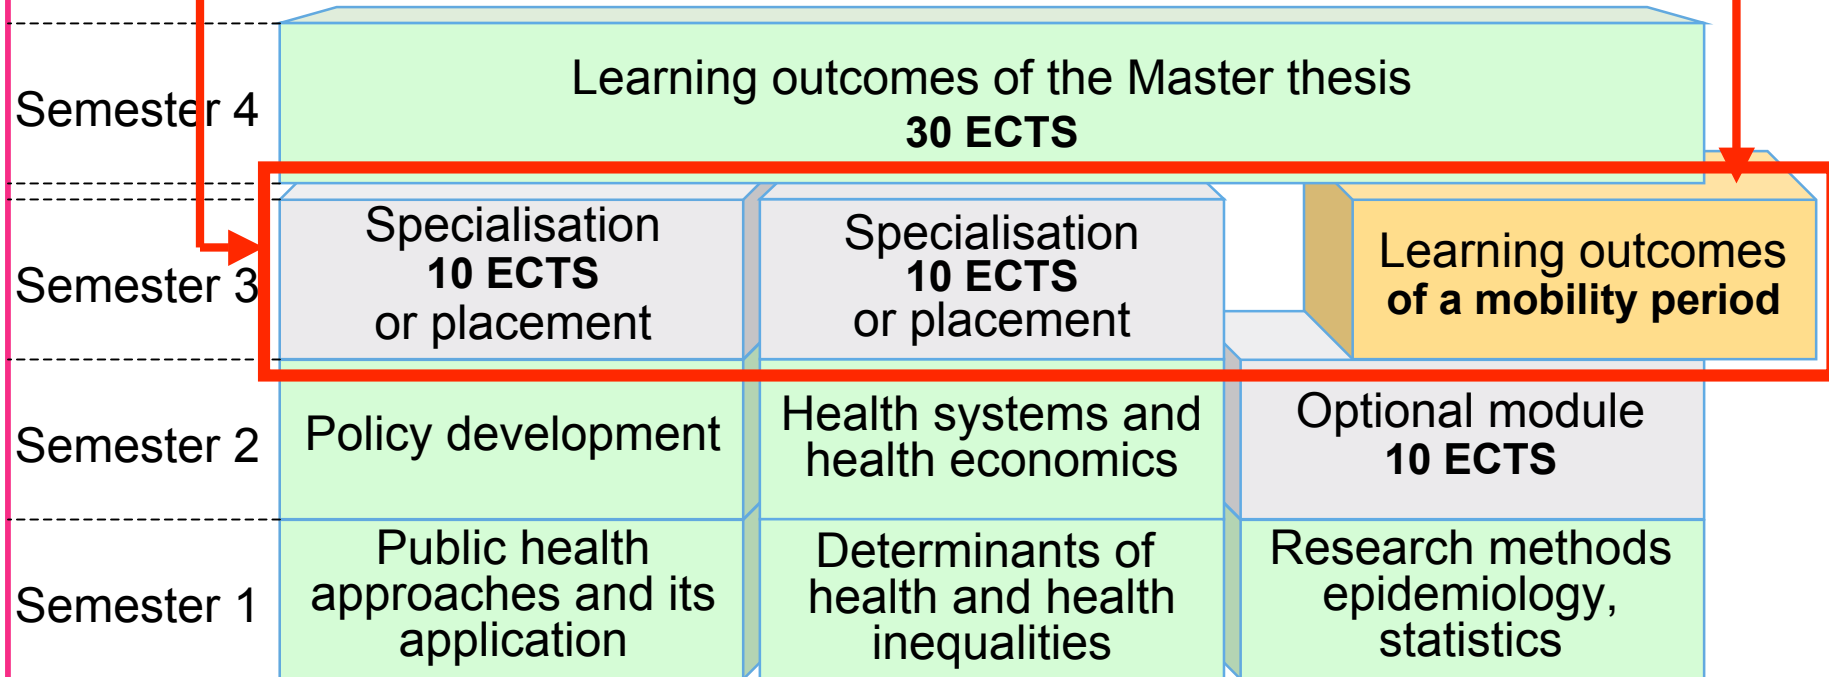 Semester 4
Learning outcomes of the Master thesis
30 ECTS
Semester 3
Specialisation
10 ECTS
or placement
Specialisation
10 ECTS
or placement
Learning outcomes
of a mobility period
Semester 2
Policy development
Health systems and
health economics
Optional module
10 ECTS
Semester 1
Public health
approaches and its
application
Determinants of
health and health
inequalities
Research methods
epidemiology,
statistics